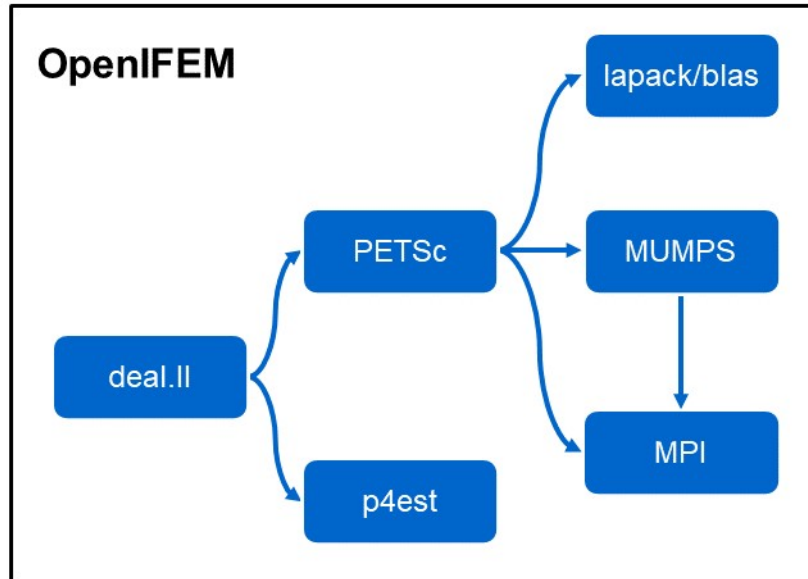 OpenIFEM
lapack/blas
PETSc
MUMPS
deal.II
MPI
p4est